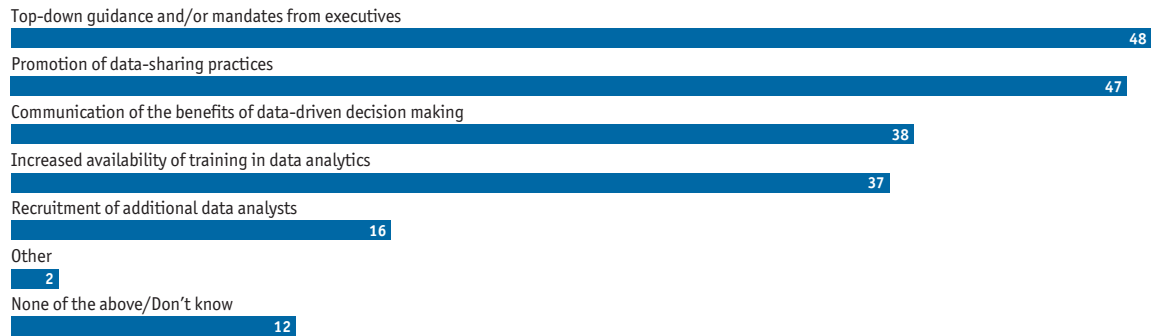 Top-down guidance and/or mandates from executives
48
Promotion of data-sharing practices
47
Communication of the benefits of data-driven decision making
38
Increased availability of training in data analytics
37
Recruitment of additional data analysts
16
Other
2
None of the above/Don’t know
12